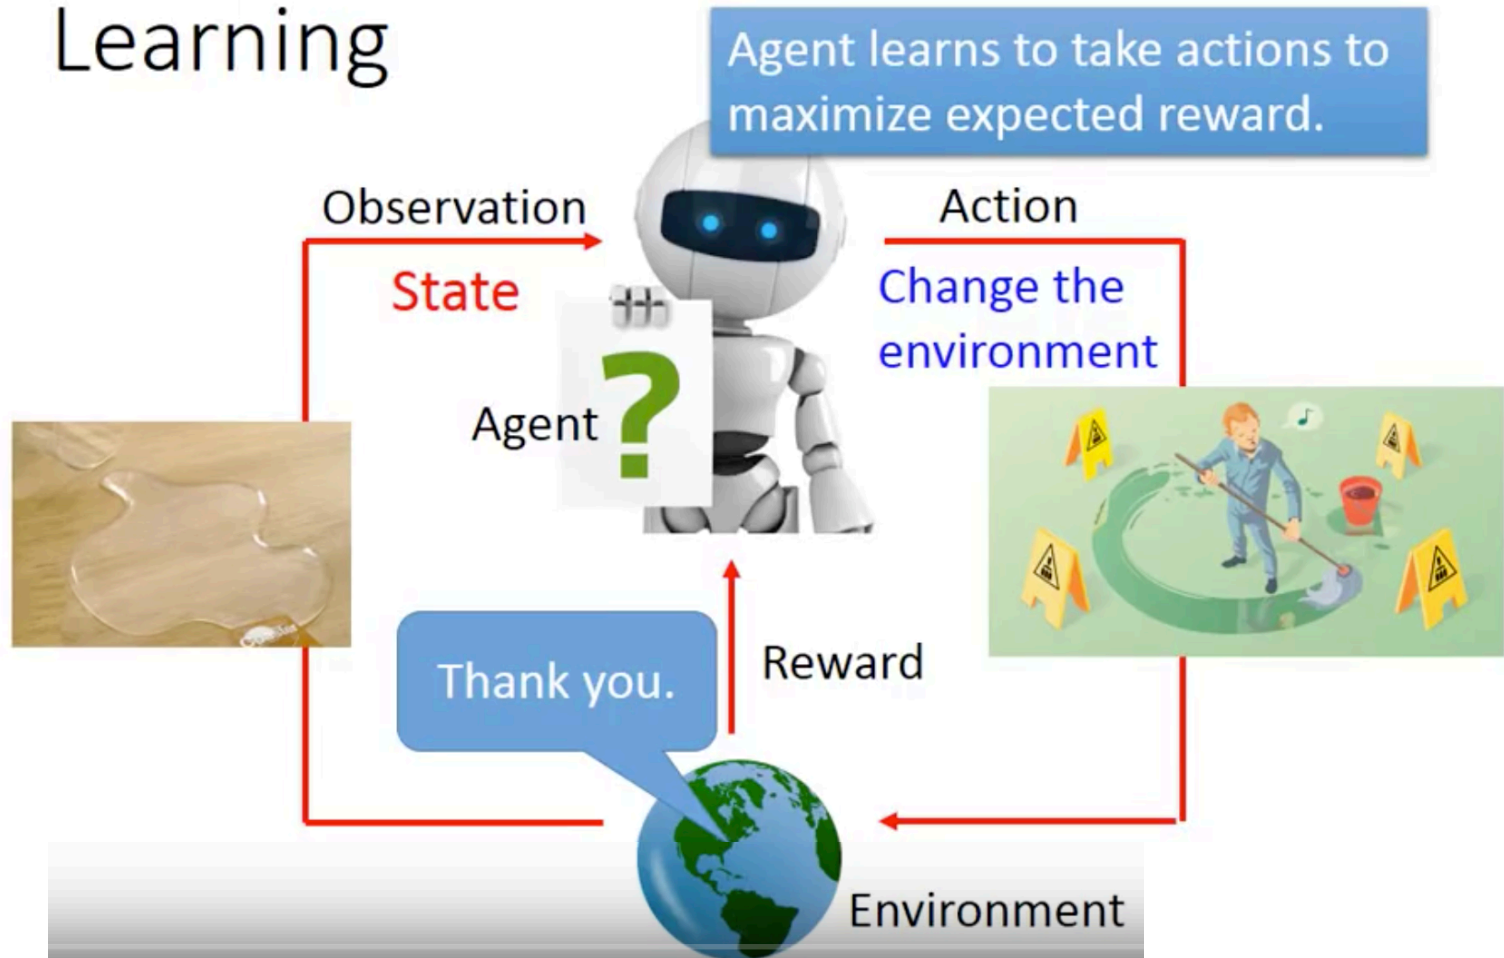 Learning
Agent learns to take actions to
maximize expected reward.
Observation
Action
State
Change the
environment
Agent
?
Thank you.
Reward
Environment